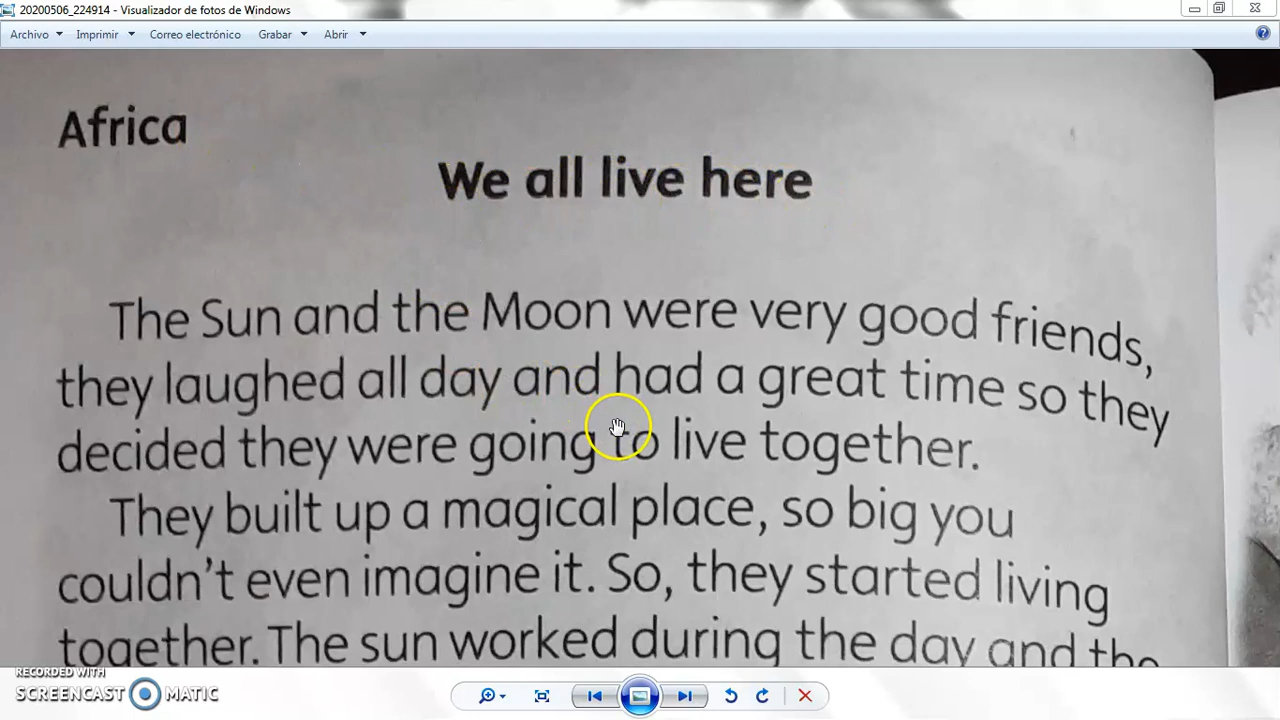 20200506_224914 - Visualizador de fotos de Windows
Archivo Imprimir Correo electrónico Grabar Abrir
Africa
We all live here
The Sun and the Moon were very good friends,
they laughed all day and had a great time so they
decided they were going to live together.
They built up a magical place, so big you
couldn't even imagine it. So, they started living
together. The sun worked during the day and the
RECORDED WITH
SCREENCAST MATIC